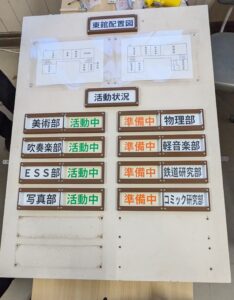 東館配置図
活動状況
美術部 活動中 準備中 物理部
吹奏楽部 活動中 準備中 軽音楽部
ESS部 活動中 準備中 鉄道研究部
写真部 活動中 準備中 コミック研究部